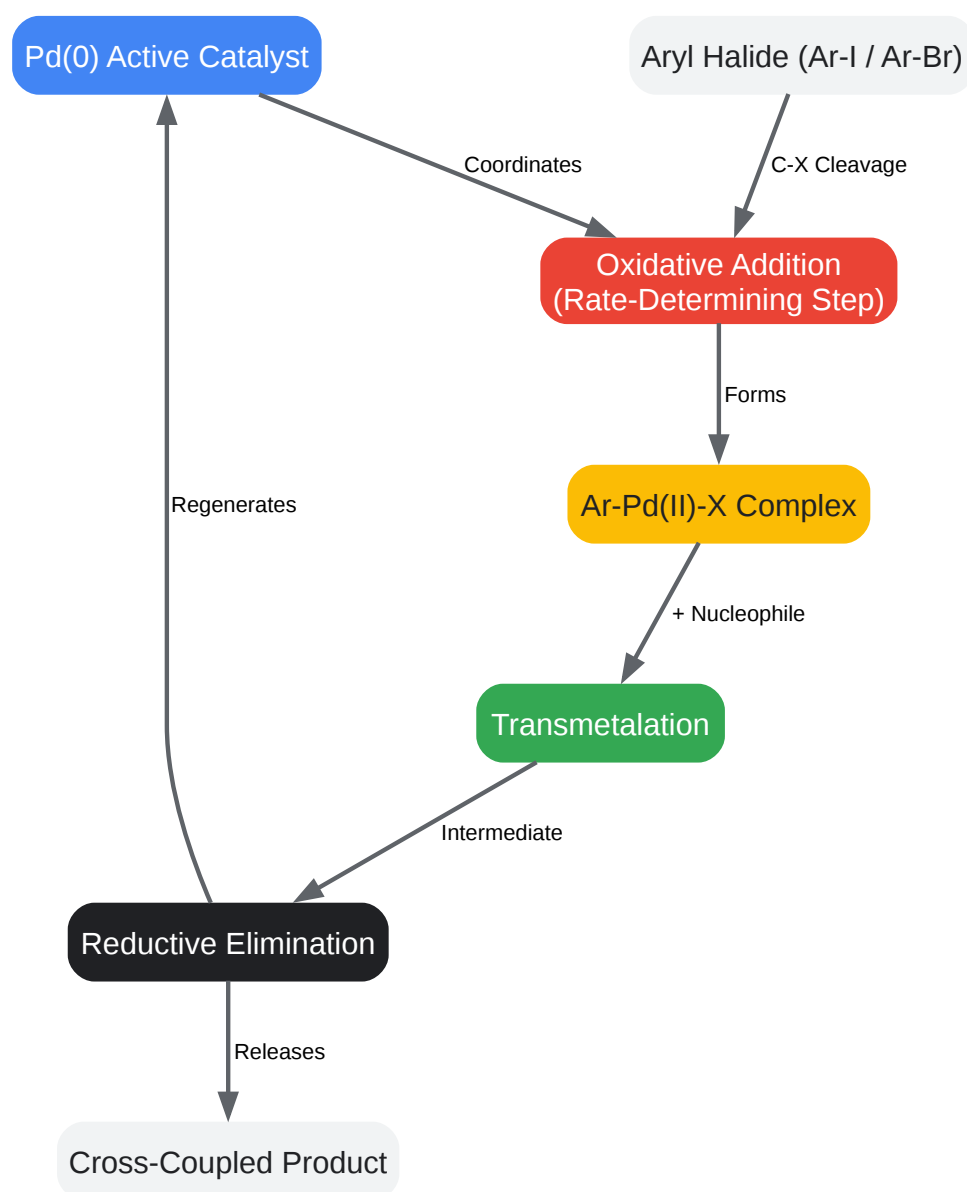 Pd(0) Active Catalyst
Aryl Halide (Ar-I / Ar-Br)
Coordinates
C-X Cleavage
Oxidative Addition
(Rate-Determining Step)
Forms
Ar-Pd(II)-X Complex
Regenerates
+ Nucleophile
Transmetalation
Intermediate
Reductive Elimination
Releases
Cross-Coupled Product